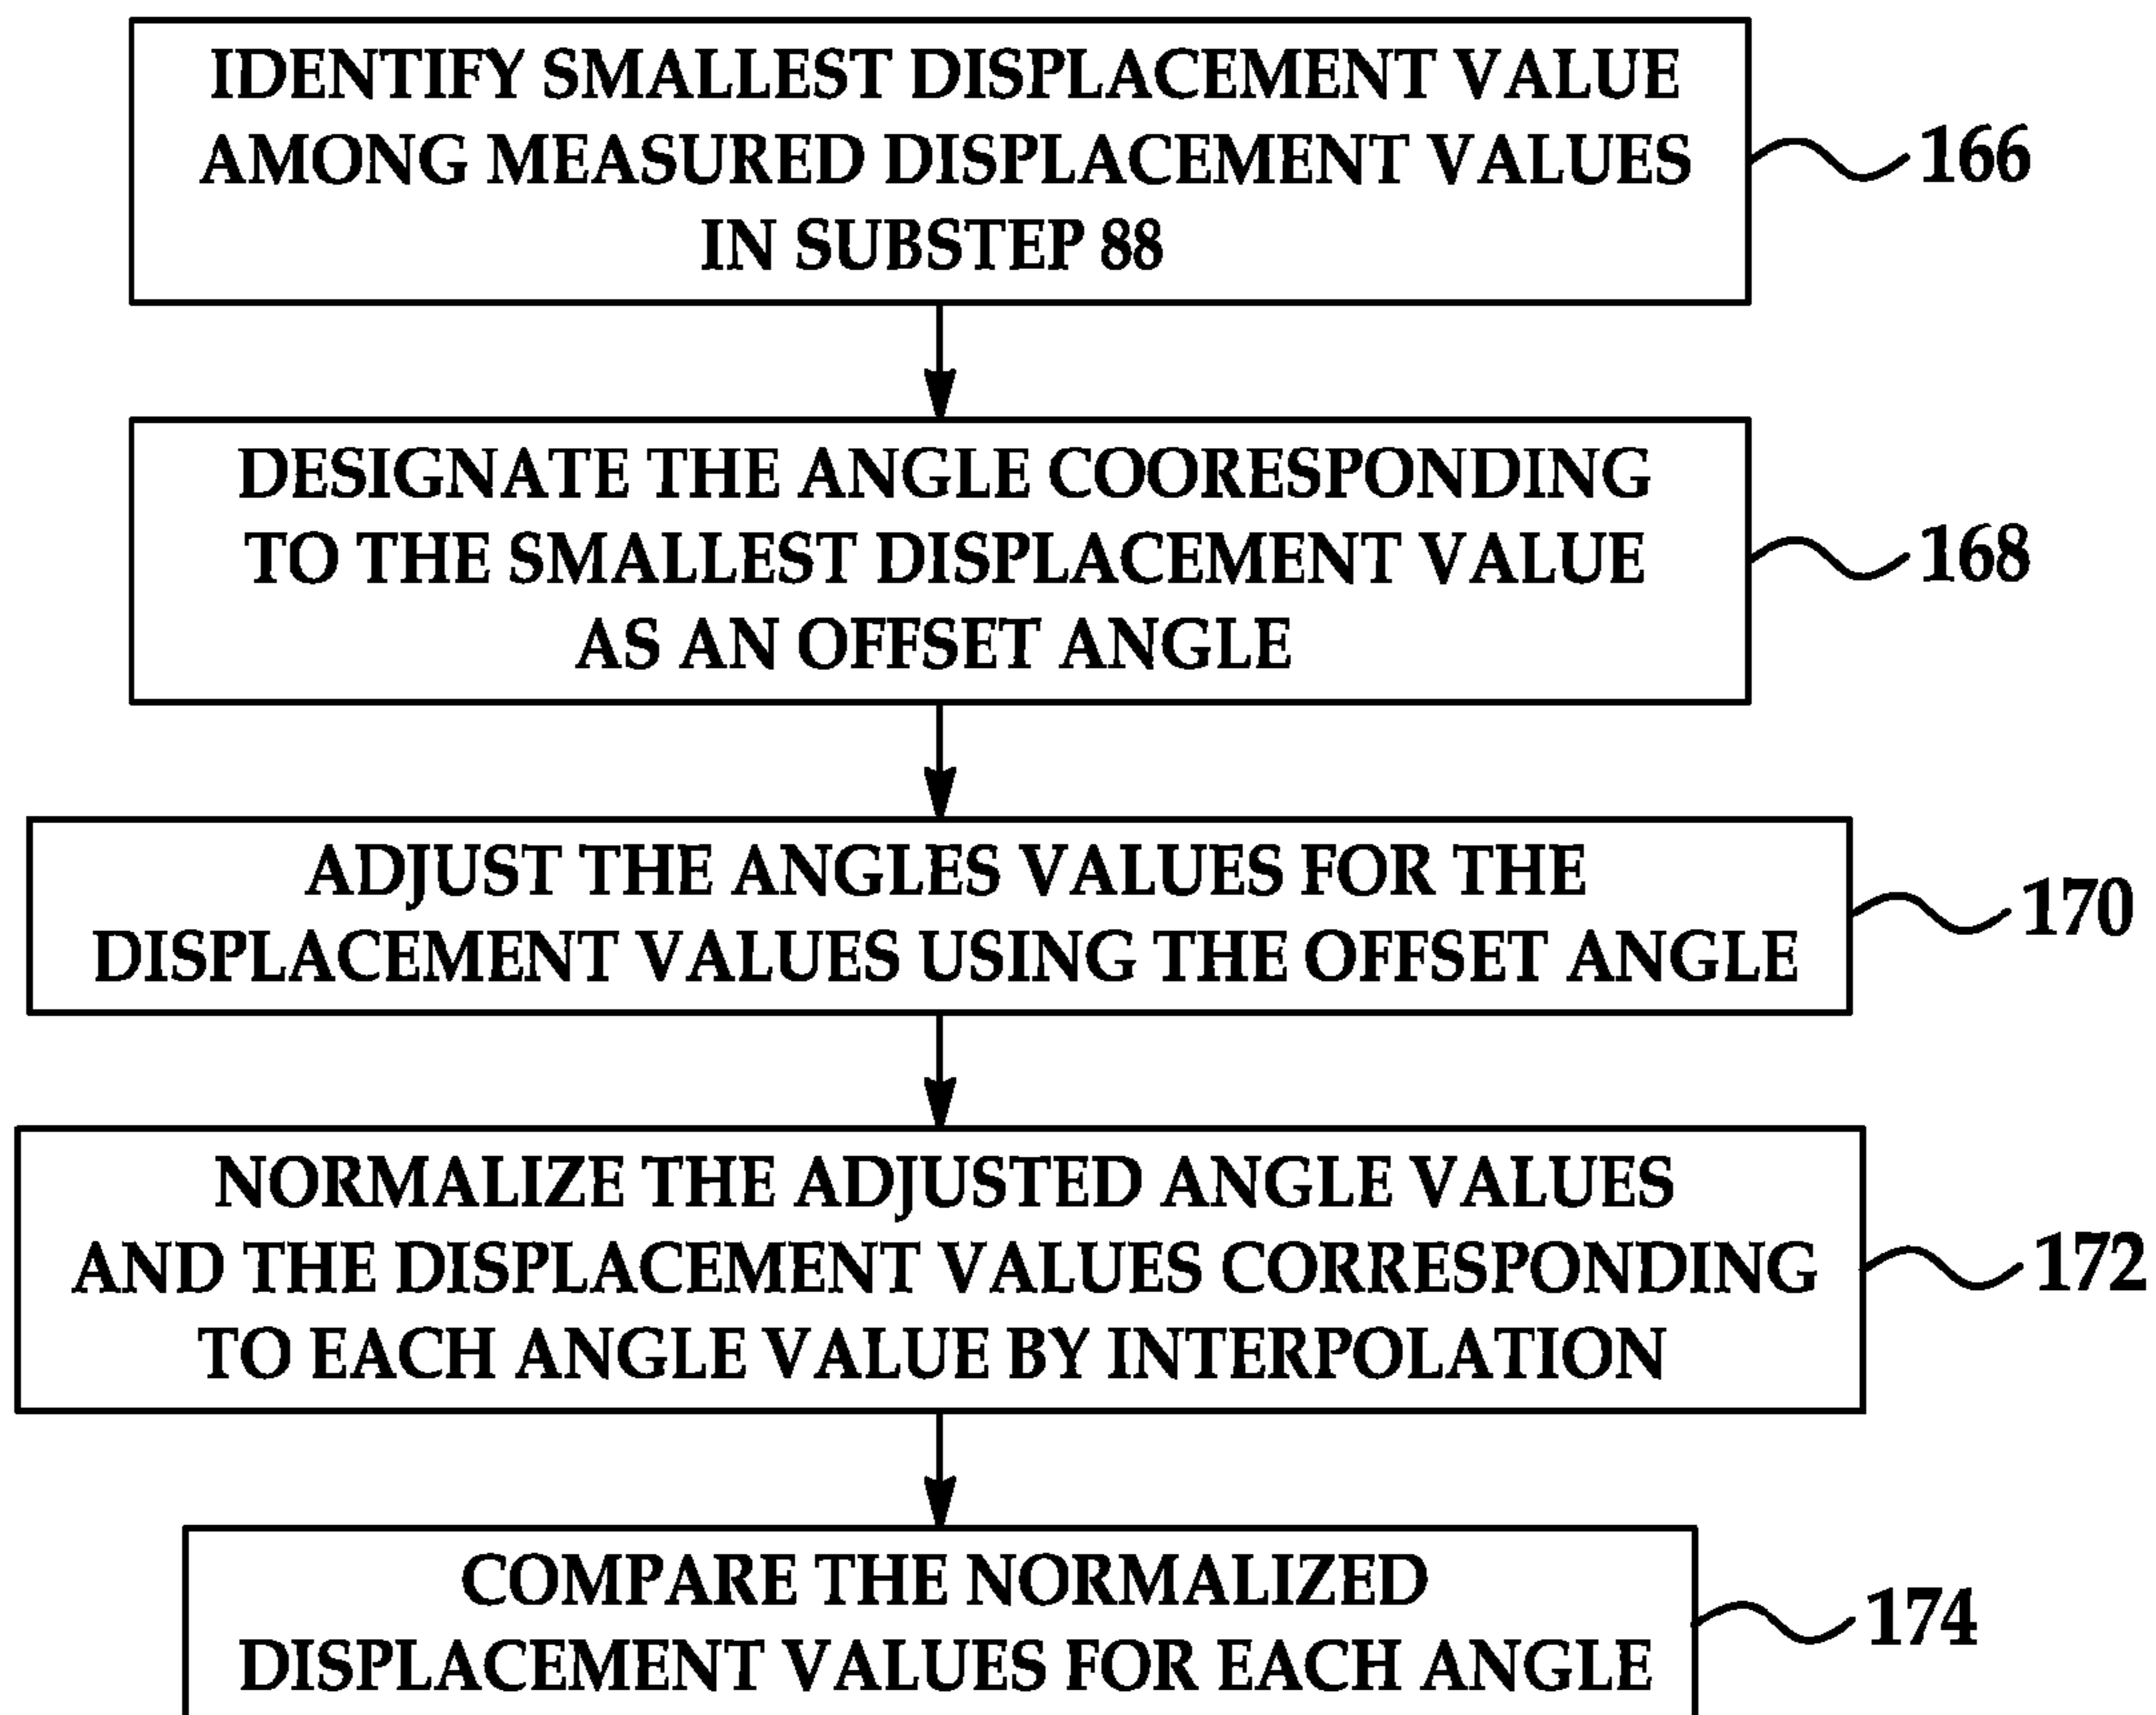 IDENTIFY SMALLEST DISPLACEMENT VALUE
AMONG MEASURED DISPLACEMENT VALUES
IN SUBSTEP 88
166
DESIGNATE THE ANGLE COORESPONDING
TO THE SMALLEST DISPLACEMENT VALUE
AS AN OFFSET ANGLE
168
ADJUST THE ANGLES VALUES FOR THE
DISPLACEMENT VALUES USING THE OFFSET ANGLE
170
NORMALIZE THE ADJUSTED ANGLE VALUES
AND THE DISPLACEMENT VALUES CORRESPONDING
TO EACH ANGLE VALUE BY INTERPOLATION
172
COMPARE THE NORMALIZED
DISPLACEMENT VALUES FOR EACH ANGLE
174